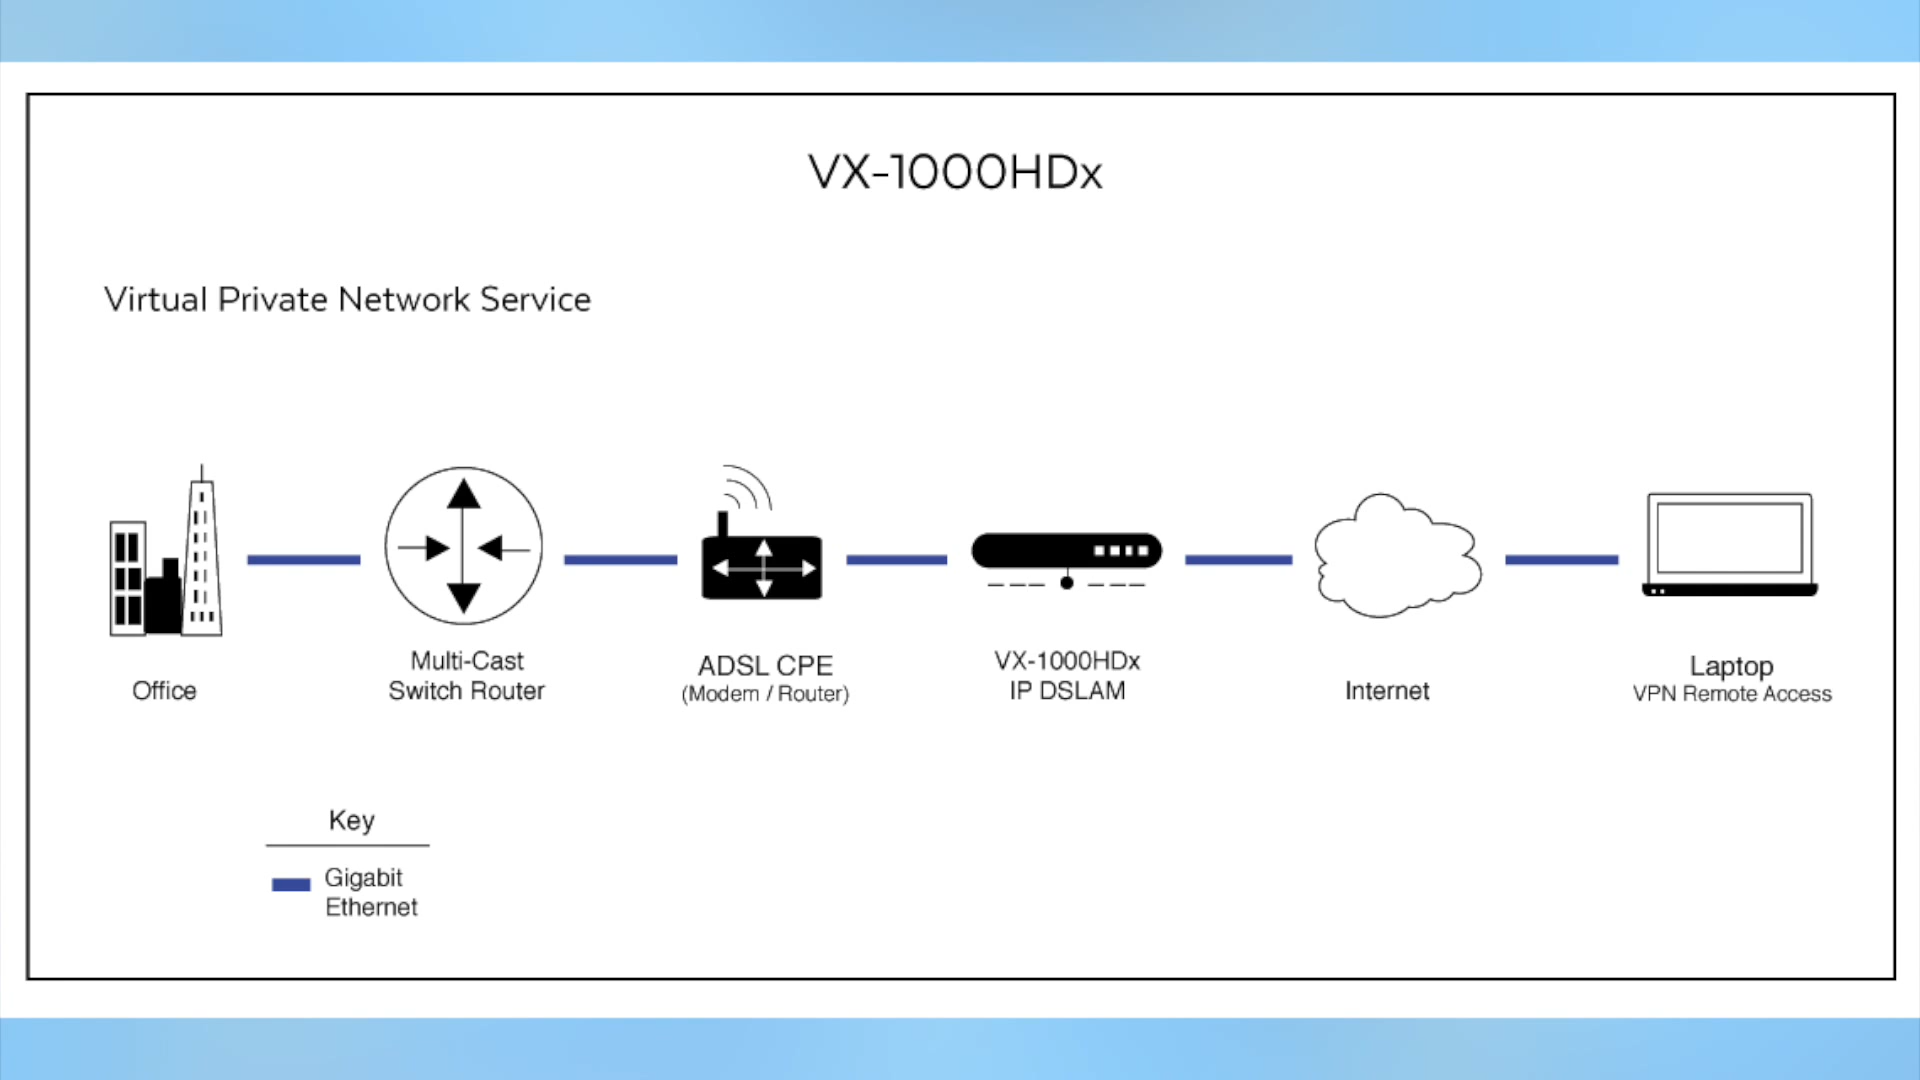 VX-1000HDx
Virtual Private Network Service
Office
Multi-Cast
Switch Router
ADSL CPE
(Modem / Router)
VX-1000HDx
IP DSLAM
Internet
Laptop
VPN Remote Access
Key
Gigabit
Ethernet